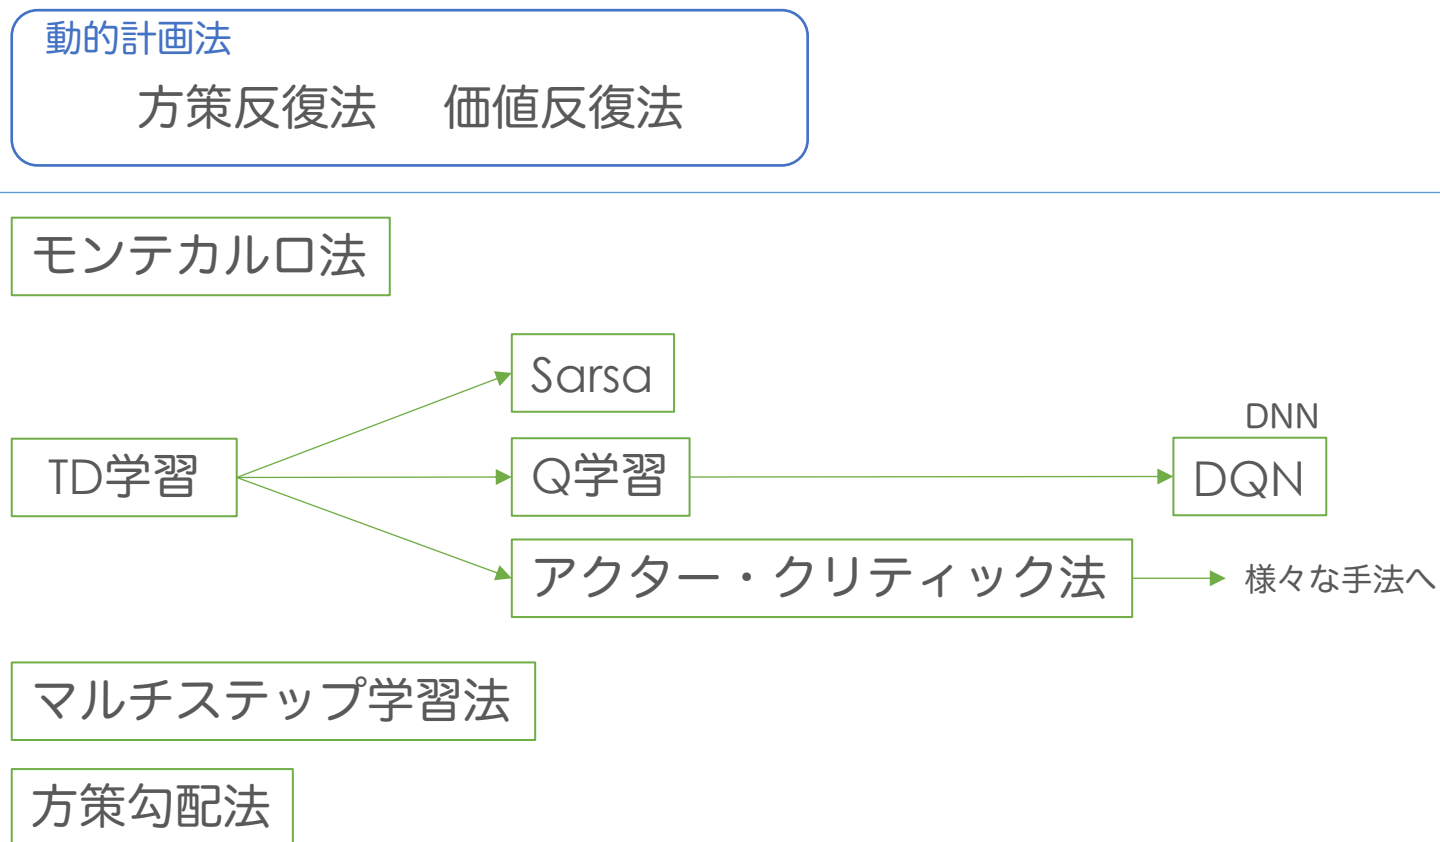 動的計画法
方策反復法 価値反復法
モンテカルロ法
Sarsa
DNN
TD学習
Q学習
DQN
アクター・クリティック法
様々な手法へ
マルチステップ学習法
方策勾配法